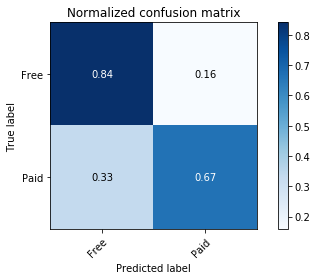 Normalized confusion matrix
True label
Free
0.84
0.16
Paid
0.33
0.67
Free
Paid
Predicted label
0.8
0.7
0.6
0.5
0.4
0.3
0.2